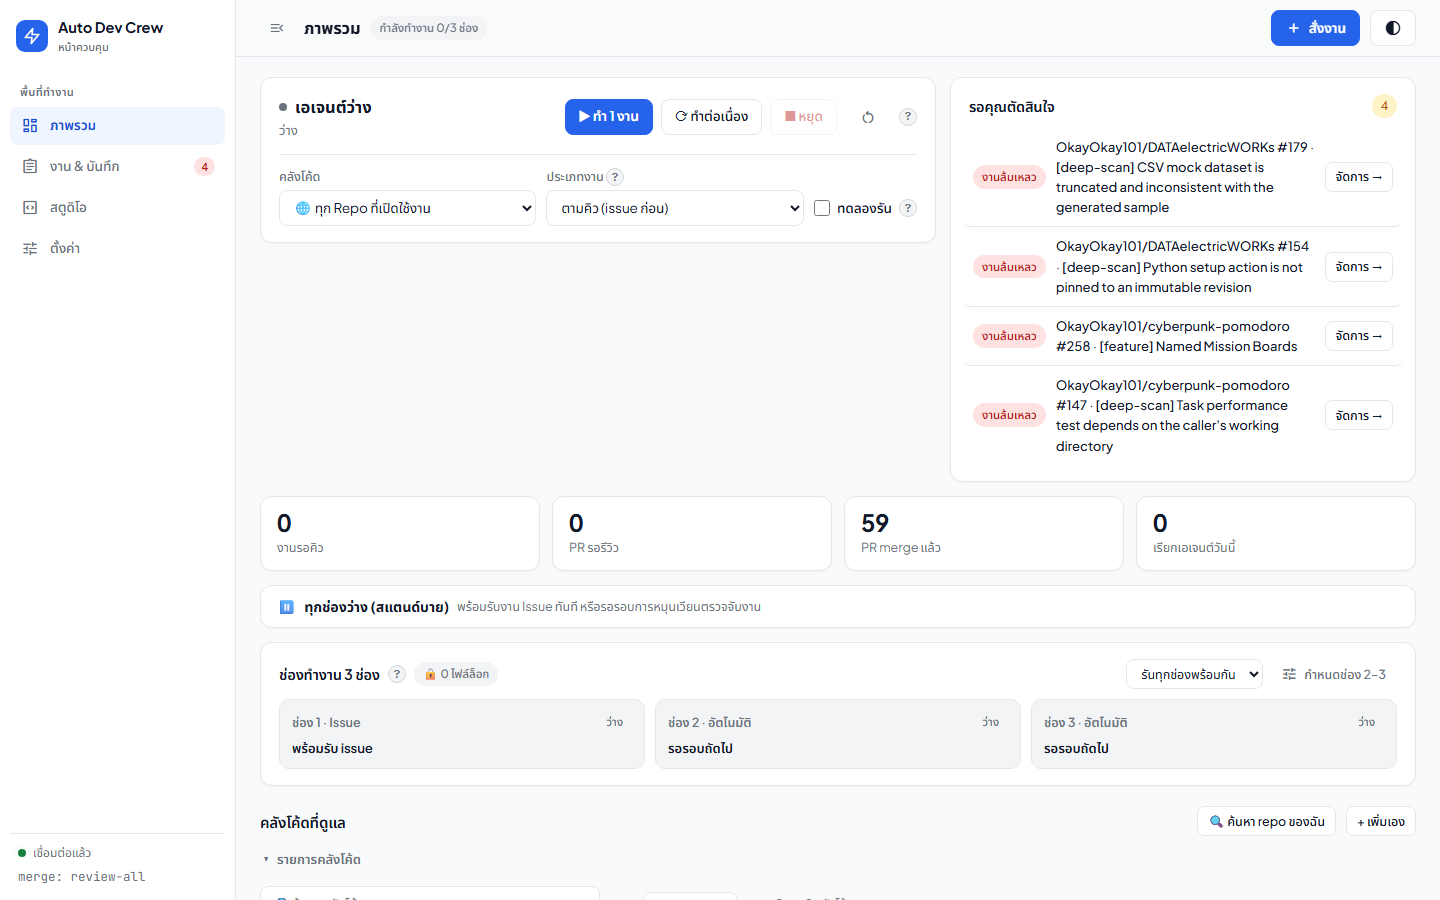 Auto Dev Crew
หน้าควบคุม
พื้นที่ทำงาน
ภาพรวม
งาน & บันทึก 4
สตูดิโอ
ตั้งค่า
เชื่อมต่อแล้ว
merge: review-all
ภาพรวม กำลังทำงาน 0/3 ช่อง
+ สั่งงาน
เอเจนต์ว่าง
ว่าง
ทำ 1 งาน
ทำต่อเนื่อง
หยุด
?
คลังโค้ด
ทุก Repo ที่เปิดใช้งาน
ประเภทงาน ?
ตามคิว (issue ก่อน)
ทดลองรัน ?
รอคุณตัดสินใจ 4
งานล้มเหลว
OkayOkay101/DATAelectricWORKs #179 ·
[deep-scan] CSV mock dataset is
truncated and inconsistent with the
generated sample
จัดการ →
งานล้มเหลว
OkayOkay101/DATAelectricWORKs #154
· [deep-scan] Python setup action is not
pinned to an immutable revision
จัดการ →
งานล้มเหลว
OkayOkay101/cyberpunk-pomodoro
#258 · [feature] Named Mission Boards
จัดการ →
งานล้มเหลว
OkayOkay101/cyberpunk-pomodoro
#147 · [deep-scan] Task performance
test depends on the caller's working
directory
จัดการ →
0
งานรอคิว
0
PR รอรีวิว
59
PR merge แล้ว
0
เรียกเอเจนต์วันนี้
ทุกช่องว่าง (สแตนด์บาย) พร้อมรับงาน Issue ทันที หรือรอรอบการหมุนเวียนตรวจจับงาน
ช่องทำงาน 3 ช่อง ? 0 ไฟล์ล็อก
รับทุกช่องพร้อมกัน
กำหนดช่อง 2–3
ช่อง 1 · Issue ว่าง
พร้อมรับ issue
ช่อง 2 · อัตโนมัติ ว่าง
รอรอบถัดไป
ช่อง 3 · อัตโนมัติ ว่าง
รอรอบถัดไป
คลังโค้ดที่ดูแล
ค้นหา repo ของฉัน
+ เพิ่มเอง
รายการคลังโค้ด